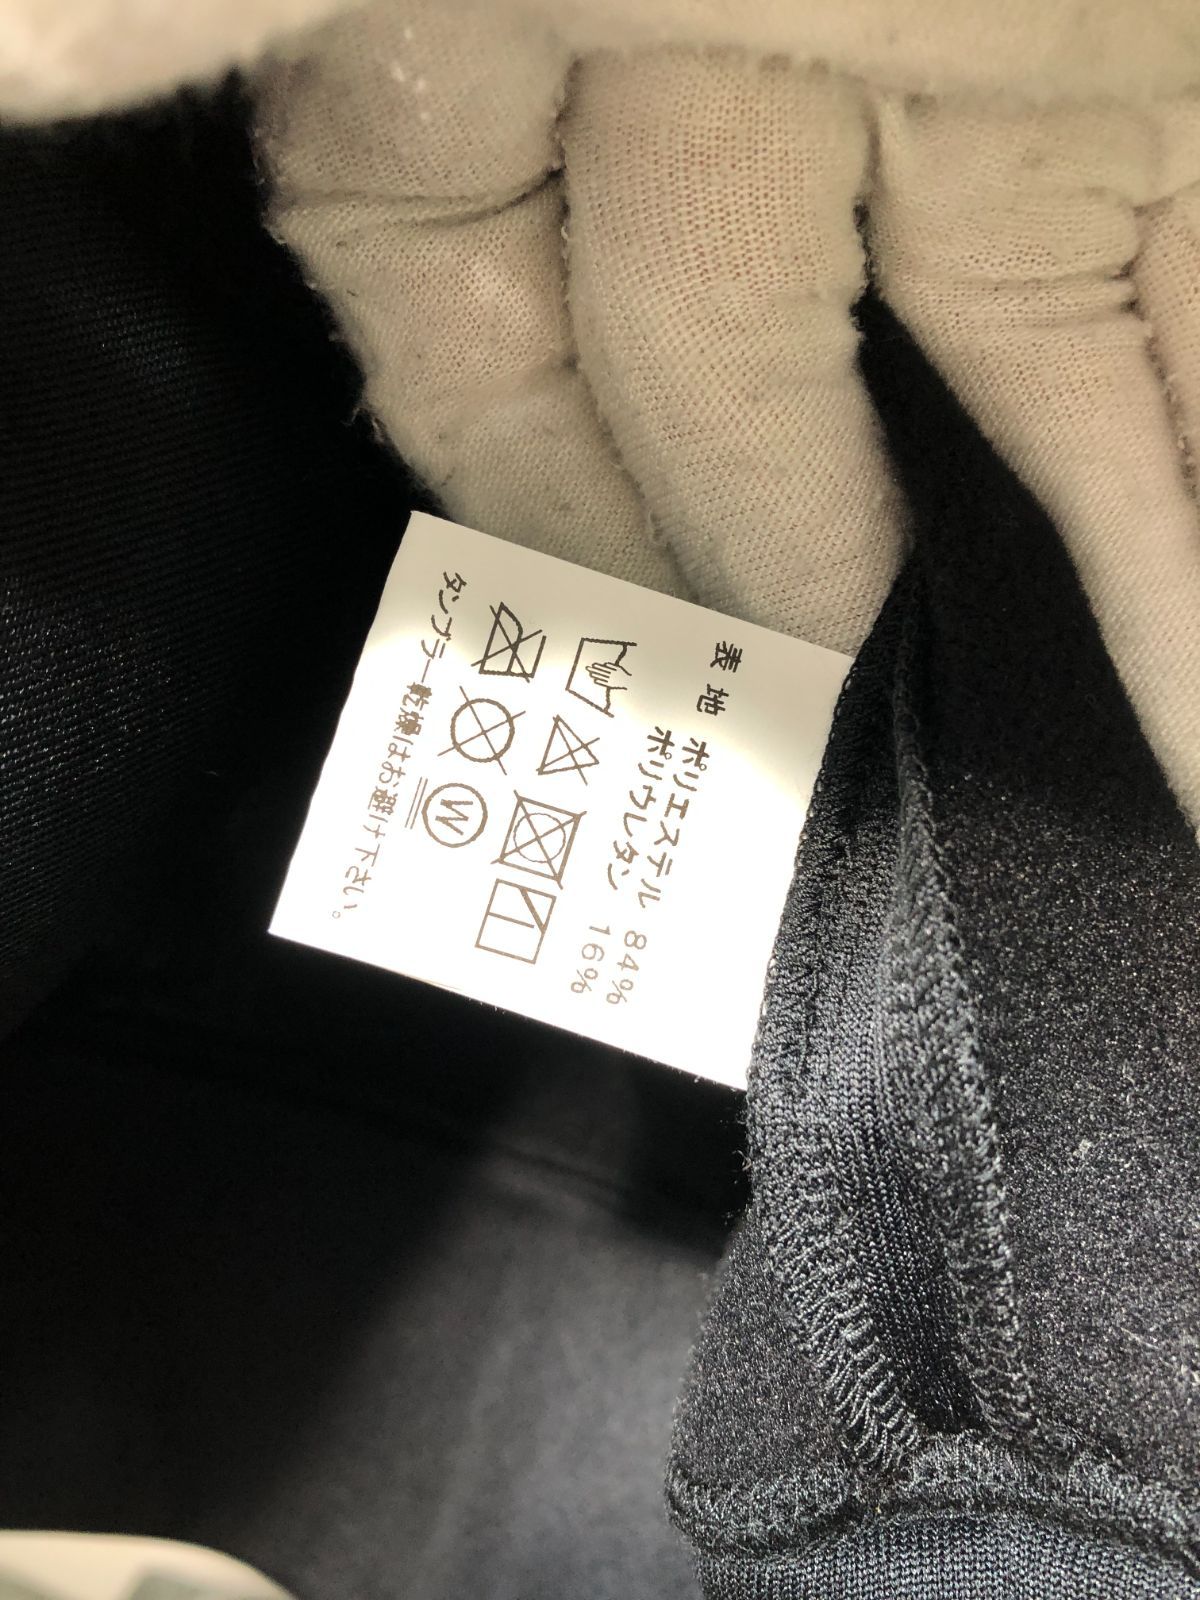 表地
ポリエステル 84%
ポリウレタン 16%
W
タンブラー乾燥はお避け下さい。